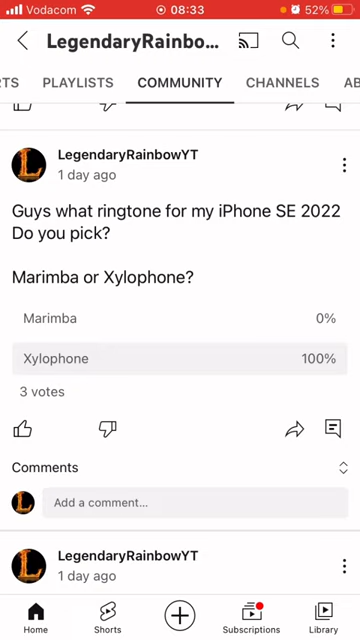 Vodacom 08:33 52%
LegendaryRainbo...
RTS PLAYLISTS COMMUNITY CHANNELS AB
LegendaryRainbowYT
1 day ago
Guys what ringtone for my iPhone SE 2022
Do you pick?
Marimba or Xylophone?
Marimba 0%
Xylophone 100%
3 votes
Comments
L Add a comment...
LegendaryRainbowYT
1 day ago
Home Shorts Subscriptions Library